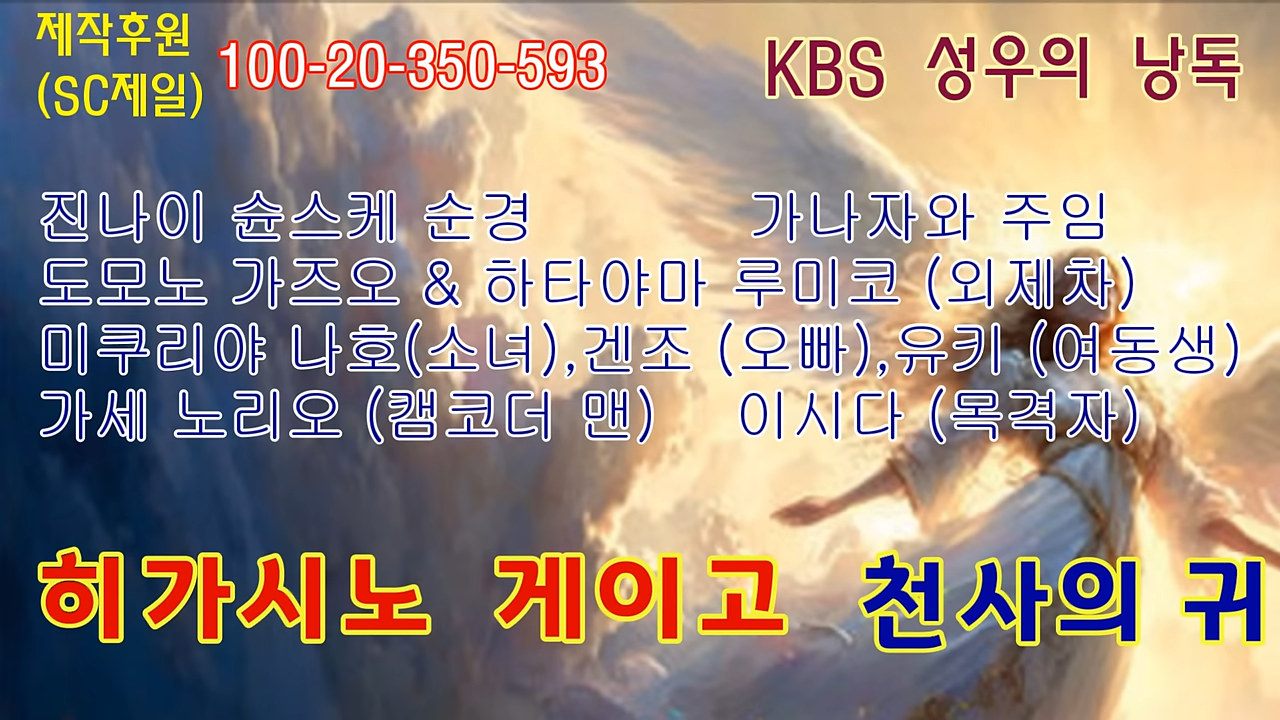 제작후원
(SC제일) 100-20-350-593
KBS 성우의 낭독
진나이 슌스케 순경 가나자와 주임
도모노 가즈오 & 하타야마 루미코 (외제차)
미쿠리야 나호(소녀),겐조 (오빠),유키 (여동생)
가세 노리오 (캠코더 맨) 이시다 (목격자)
히가시노 게이고 천사의 귀